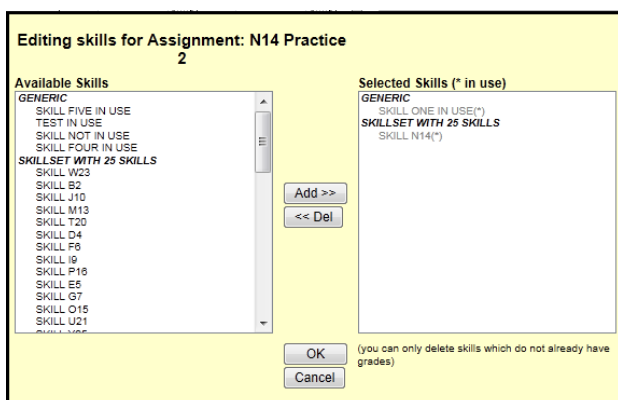 Editing skills for Assignment: N14 Practice
2
Available Skills
GENERIC
SKILL FIVE IN USE
TEST IN USE
SKILL NOT IN USE
SKILL FOUR IN USE
SKILLSET WITH 25 SKILLS
SKILL W23
SKILL B2
SKILL J10
SKILL M13
SKILL T20
SKILL D4
SKILL F6
SKILL I9
SKILL P16
SKILL E5
SKILL G7
SKILL O15
SKILL U21
Add >>
<< Del
Selected Skills (* in use)
GENERIC
SKILL ONE IN USE(*)
SKILLSET WITH 25 SKILLS
SKILL N14(*)
OK
Cancel
(you can only delete skills which do not already have
grades)